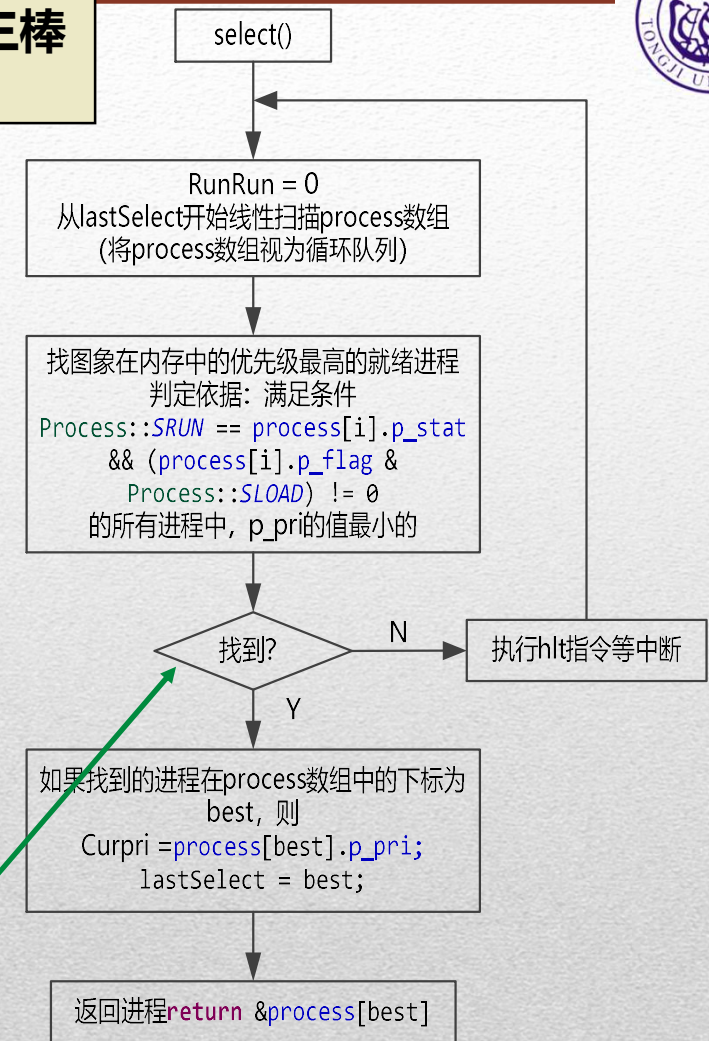 三棒
select()
TONGJI U
RunRun = 0
从lastSelect开始线性扫描process数组
(将process数组视为循环队列)
找图象在内存中的优先级最高的就绪进程
判定依据：满足条件
Process::SRUN == process[i].p_stat
&& (process[i].p_flag &
Process::SLOAD) != 0
的所有进程中，p_pri的值最小的
找到?
N
执行hlt指令等中断
Y
如果找到的进程在process数组中的下标为
best，则
Curpri =process[best].p_pri;
lastSelect = best;
返回进程return &process[best]